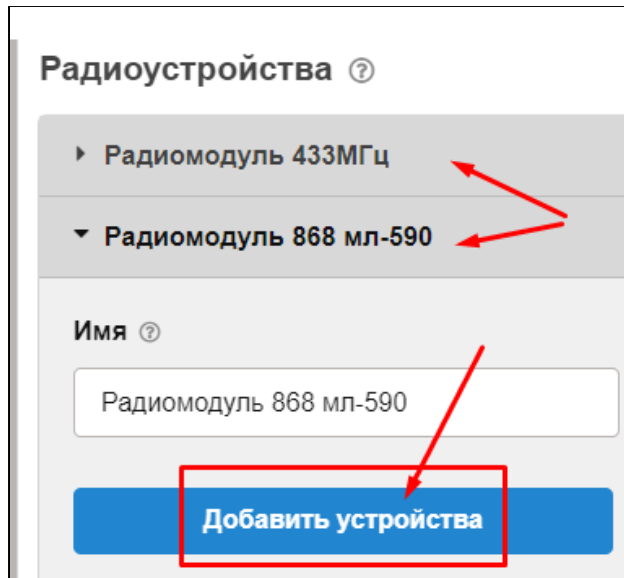 Радиоустройства ?
Радиомодуль 433МГц
Радиомодуль 868 мл-590
Имя ?
Радиомодуль 868 мл-590
Добавить устройства